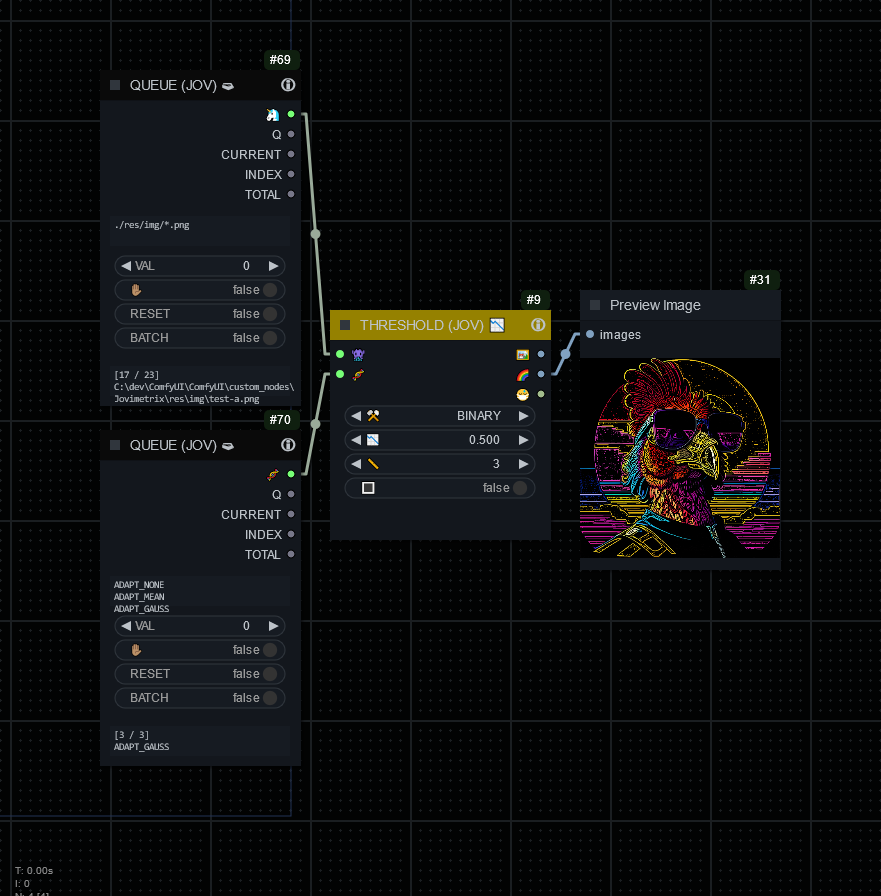 #69
QUEUE (JOV)
Q
CURRENT
INDEX
TOTAL
./res/img/*.png
VAL 0
false
RESET false
BATCH false
[17 / 23]
C:\dev\ComfyUI\ComfyUI\custom_nodes\
Jovimetrix\res\img\test-a.png
#70
QUEUE (JOV)
Q
CURRENT
INDEX
TOTAL
ADAPT_NONE
ADAPT_MEAN
ADAPT_GAUSS
VAL 0
false
RESET false
BATCH false
[3 / 3]
ADAPT_GAUSS
#9
THRESHOLD (JOV)
BINARY
0.500
3
false
#31
Preview Image
images
T: 0.00s
I: 0